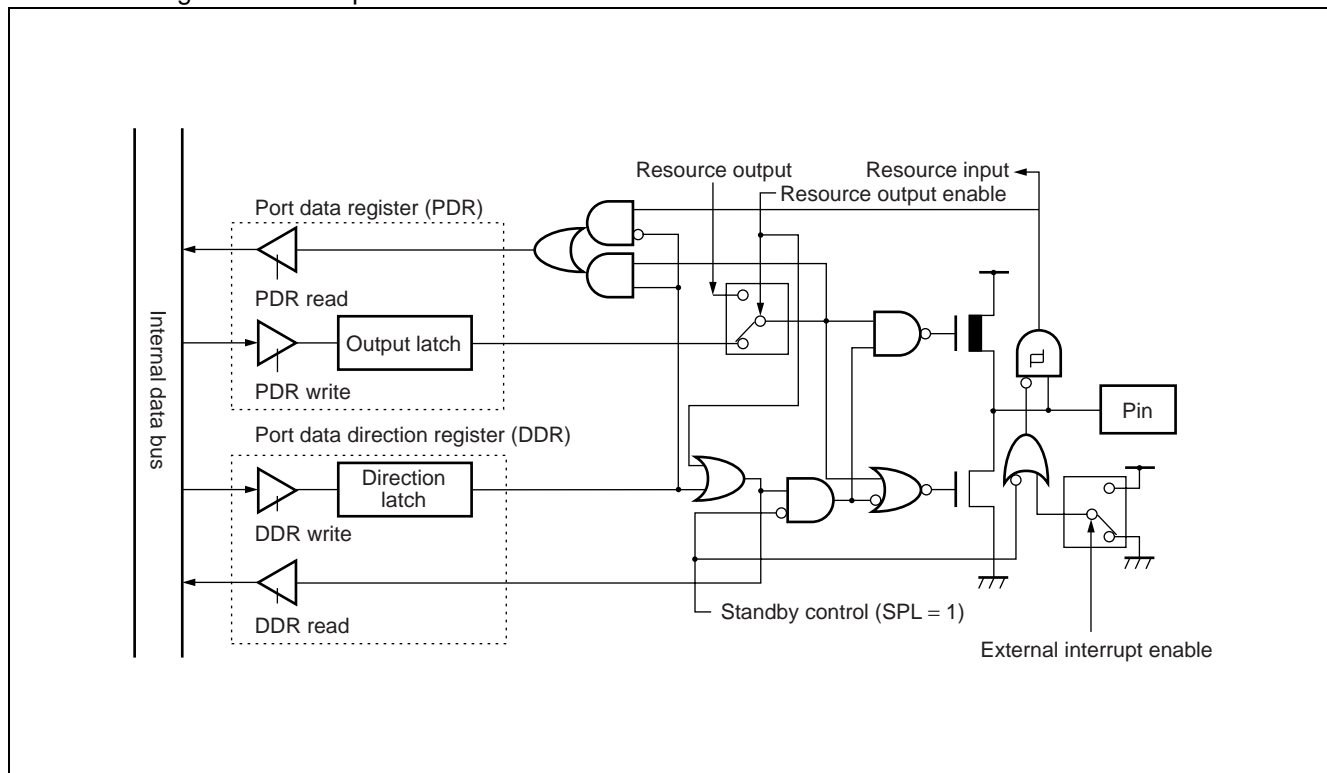 Resource output
Resource input
Resource output enable
Port data register (PDR)
PDR read
Internal data bus
Output latch
PDR write
Pin
Port data direction register (DDR)
Direction
latch
DDR write
Standby control (SPL = 1)
DDR read
External interrupt enable